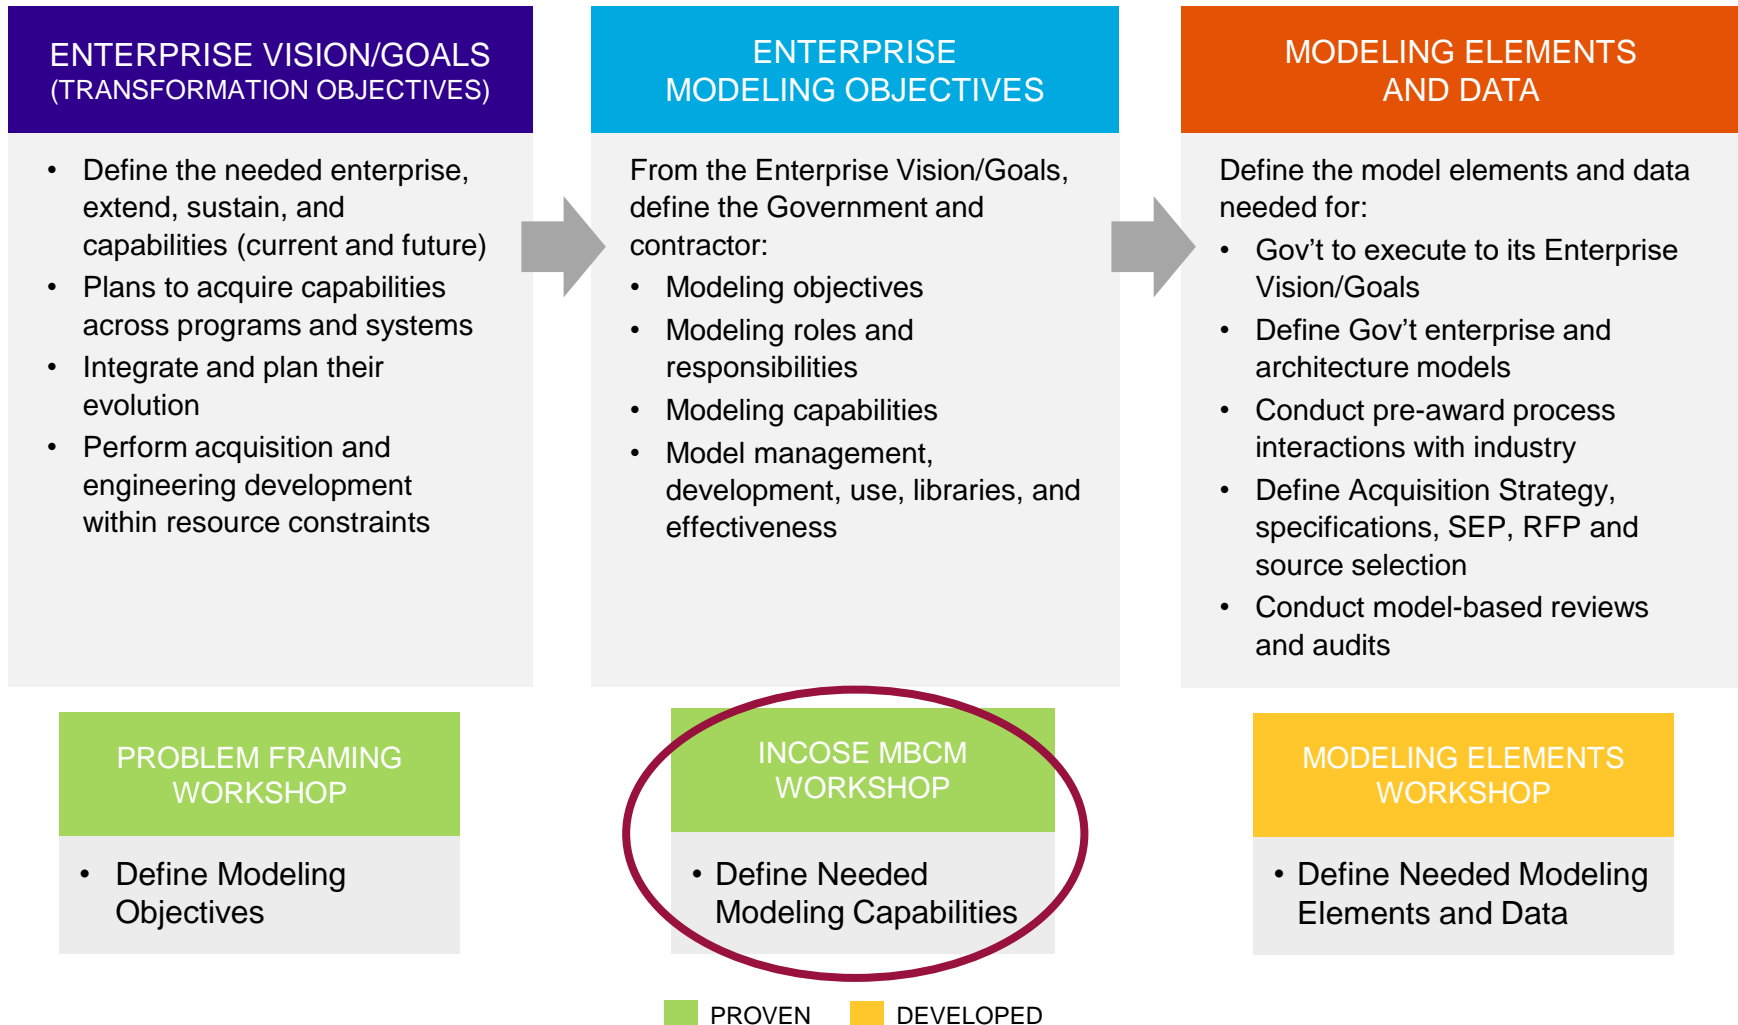 ENTERPRISE VISION/GOALS
(TRANSFORMATION OBJECTIVES)
• Define the needed enterprise,
extend, sustain, and
capabilities (current and future)
• Plans to acquire capabilities
across programs and systems
• Integrate and plan their
evolution
• Perform acquisition and
engineering development
within resource constraints
ENTERPRISE
MODELING OBJECTIVES
From the Enterprise Vision/Goals,
define the Government and
contractor:
• Modeling objectives
• Modeling roles and
responsibilities
• Modeling capabilities
• Model management,
development, use, libraries, and
effectiveness
MODELING ELEMENTS
AND DATA
Define the model elements and data
needed for:
• Gov’t to execute to its Enterprise
Vision/Goals
• Define Gov’t enterprise and
architecture models
• Conduct pre-award process
interactions with industry
• Define Acquisition Strategy,
specifications, SEP, RFP and
source selection
• Conduct model-based reviews
and audits
PROBLEM FRAMING
WORKSHOP
• Define Modeling
Objectives
INCOSE MBCM
WORKSHOP
• Define Needed
Modeling Capabilities
MODELING ELEMENTS
WORKSHOP
• Define Needed Modeling
Elements and Data
PROVEN
DEVELOPED